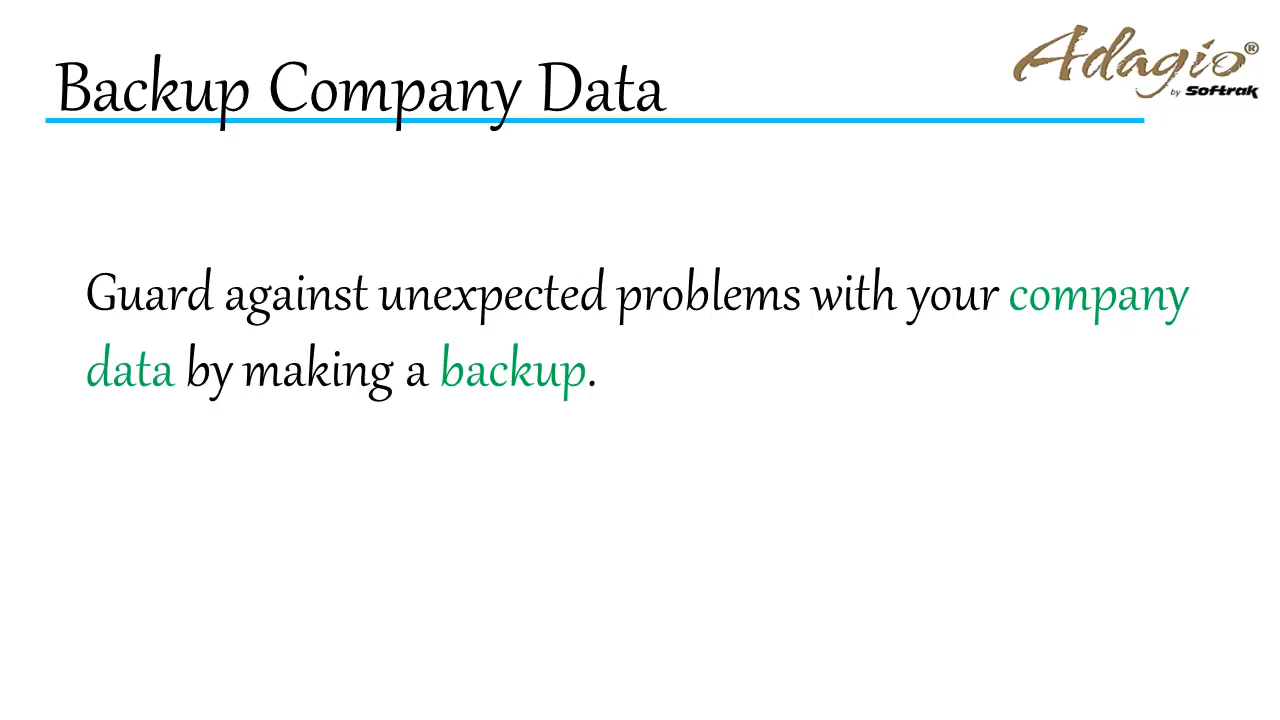 Backup Company Data
Adagio®
by Softrak
Guard against unexpected problems with your company
data by making a backup.